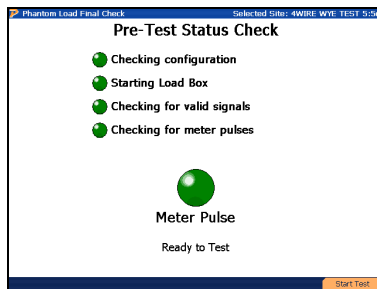 Phantom Load Final Check
Selected Site: 4WIRE WYE TEST 5:5
Pre-Test Status Check
Checking configuration
Starting Load Box
Checking for valid signals
Checking for meter pulses
Meter Pulse
Ready to Test
Start Test